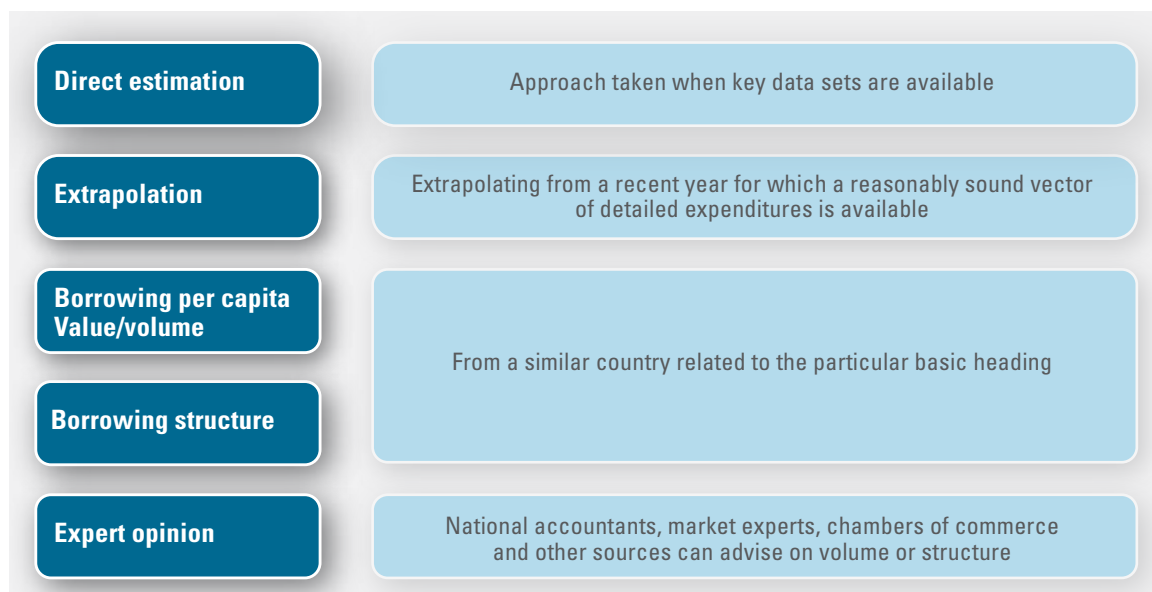 Direct estimation
Approach taken when key data sets are available
Extrapolation
Extrapolating from a recent year for which a reasonably sound vector
of detailed expenditures is available
Borrowing per capita
Value/volume
From a similar country related to the particular basic heading
Borrowing structure
Expert opinion
National accountants, market experts, chambers of commerce
and other sources can advise on volume or structure